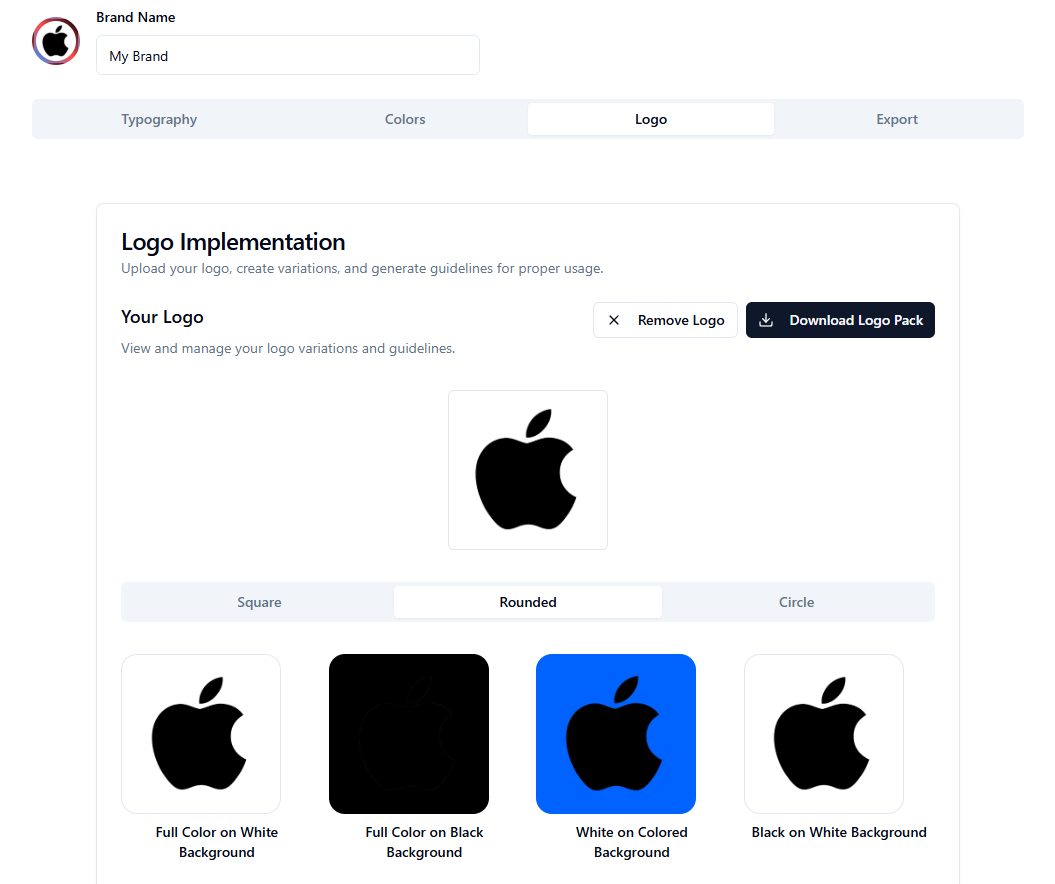 Brand Name
My Brand
Typography
Colors
Logo
Export
Logo Implementation
Upload your logo, create variations, and generate guidelines for proper usage.
Your Logo
Remove Logo
Download Logo Pack
View and manage your logo variations and guidelines.
Square
Rounded
Circle
Full Color on White
Background
Full Color on Black
Background
White on Colored
Background
Black on White Background